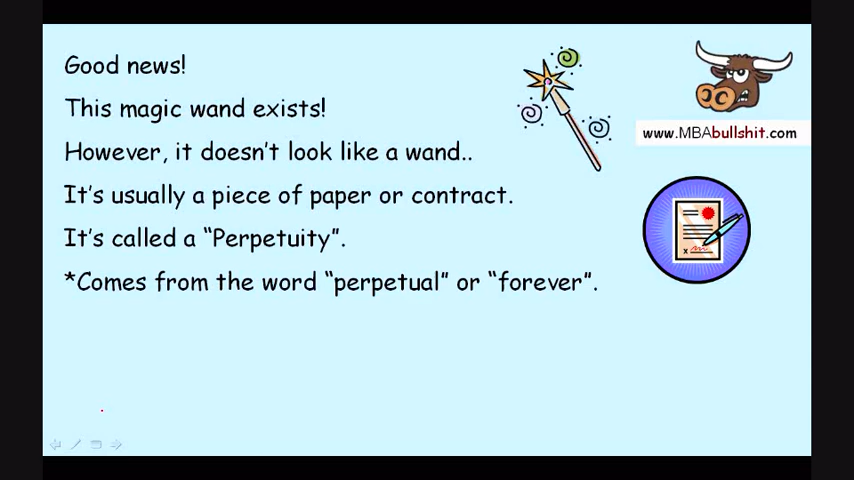 Good news!
This magic wand exists!
However, it doesn't look like a wand..
It's usually a piece of paper or contract.
It's called a “Perpetuity”.
*Comes from the word “perpetual” or “forever”.
www.MBAbullshit.com
x